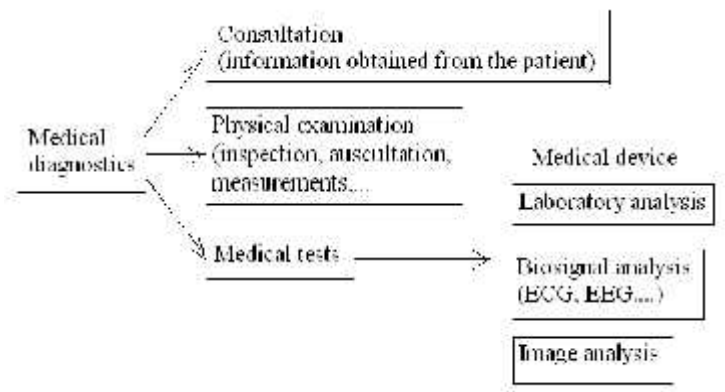 Consultation
(information obtained from the patient)
Medical
diagnostics
Physical examination
(inspection, auscultation,
measurements,...
Medical tests
Medical device
Laboratory analysis
Biosignal analysis
(ECG, EEG,...)
Image analysis